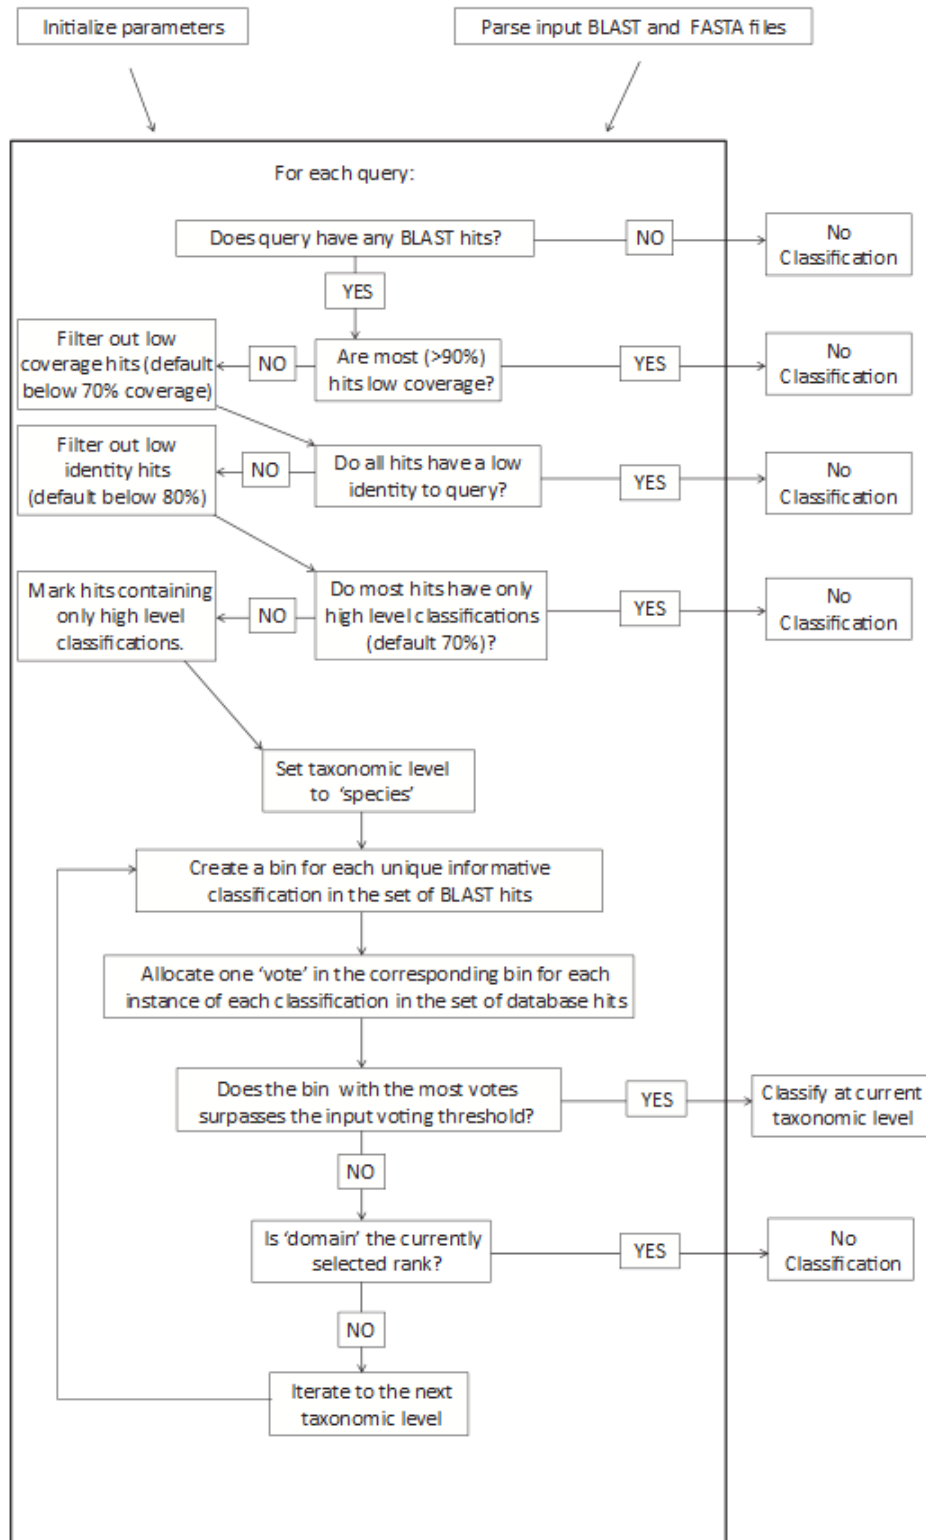 Initialize parameters
Parse input BLAST and FASTA files
For each query:
Does query have any BLAST hits?
NO
No
Classification
YES
Filter out low
coverage hits (default
below 70% coverage)
NO
Are most (>90%)
hits low coverage?
YES
No
Classification
Filter out low
identity hits
(default below 80%)
NO
Do all hits have a low
identity to query?
YES
No
Classification
Mark hits containing
only high level
classifications.
NO
Do most hits have only
high level classifications
(default 70%)?
YES
No
Classification
Set taxonomic level
to ‘species’
Create a bin for each unique informative
classification in the set of BLAST hits
Allocate one ‘vote’ in the corresponding bin for each
instance of each classification in the set of database hits
Does the bin with the most votes
surpasses the input voting threshold?
YES
Classify at current
taxonomic level
NO
Is ‘domain’ the currently
selected rank?
YES
No
Classification
NO
Iterate to the next
taxonomic level